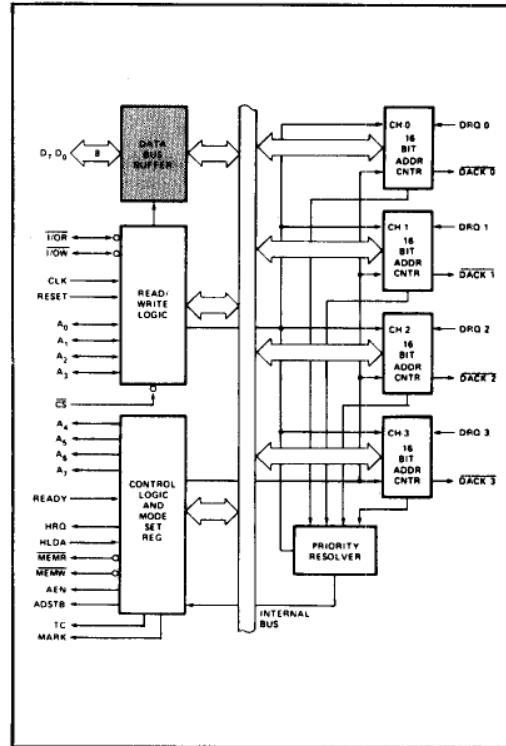 D7 D0
8
DATA
BUS
BUFFER
I/OR
I/OW
CLK
RESET
A0
A1
A2
A3
CS
READ/
WRITE
LOGIC
A4
A5
A6
A7
READY
HRQ
HLDA
MEMR
MEMW
AEN
ADSTB
TC
MARK
CONTROL
LOGIC
AND
MODE
SET
REG
INTERNAL
BUS
CH 0
16
BIT
ADDR
CNTR
DRQ 0
DACK 0
CH 1
16
BIT
ADDR
CNTR
DRQ 1
DACK 1
CH 2
16
BIT
ADDR
CNTR
DRQ 2
DACK 2
CH 3
16
BIT
ADDR
CNTR
DRQ 3
DACK 3
PRIORITY
RESOLVER